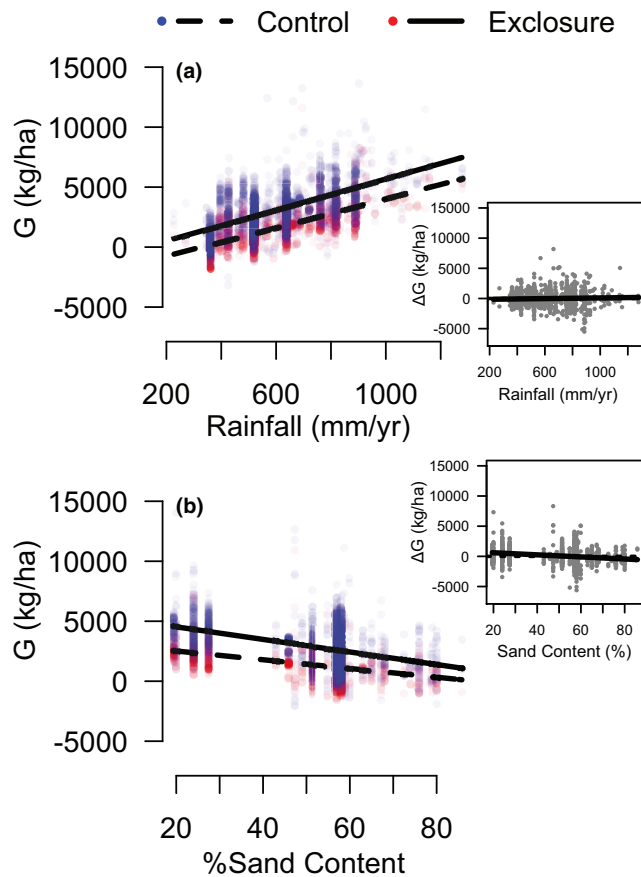 Control Exclosure
(a)
G (kg/ha)
15000
10000
5000
0
-5000
200 600 1000
Rainfall (mm/yr)
ΔG (kg/ha)
15000
10000
5000
0
-5000
200 400 600 800 1000
Rainfall (mm/yr)
(b)
G (kg/ha)
15000
10000
5000
0
-5000
20 40 60 80
%Sand Content
ΔG (kg/ha)
15000
10000
5000
0
-5000
20 40 60 80
Sand Content (%)